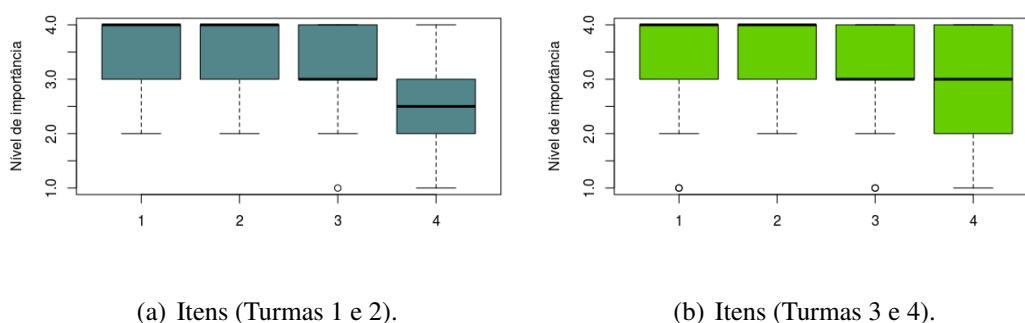 Nível de importância
4.0
3.0
2.0
1.0
1 2 3 4
(a) Itens (Turmas 1 e 2).
Nível de importância
4.0
3.0
2.0
1.0
1 2 3 4
(b) Itens (Turmas 3 e 4).